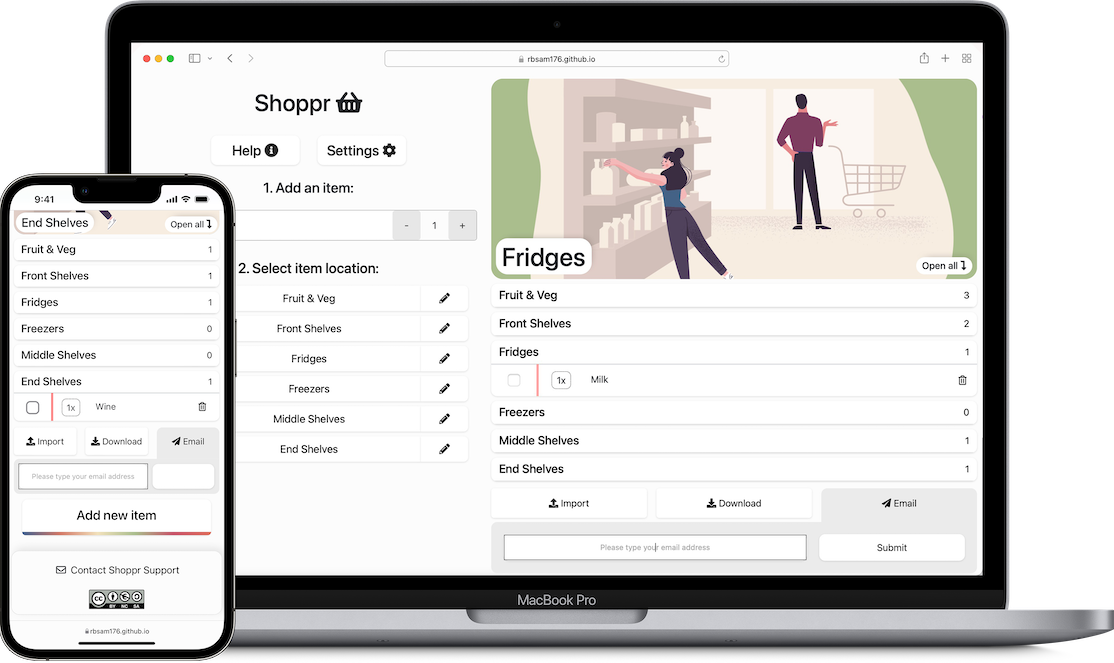 rbsam176.github.io
Shoppr
Help
Settings
1. Add an item:
- 1 +
2. Select item location:
Fruit & Veg
Front Shelves
Fridges
Freezers
Middle Shelves
End Shelves
Fridges
Open all
Fruit & Veg 3
Front Shelves 2
Fridges 1
1x Milk
Freezers 0
Middle Shelves 1
End Shelves 1
Import Download Email
Please type your email address Submit
MacBook Pro
9:41
End Shelves Open all
Fruit & Veg 1
Front Shelves 1
Fridges 1
Freezers 0
Middle Shelves 0
End Shelves 1
1x Wine
Import Download Email
Please type your email address
Add new item
Contact Shoppr Support
CC BY NC SA
rbsam176.github.io